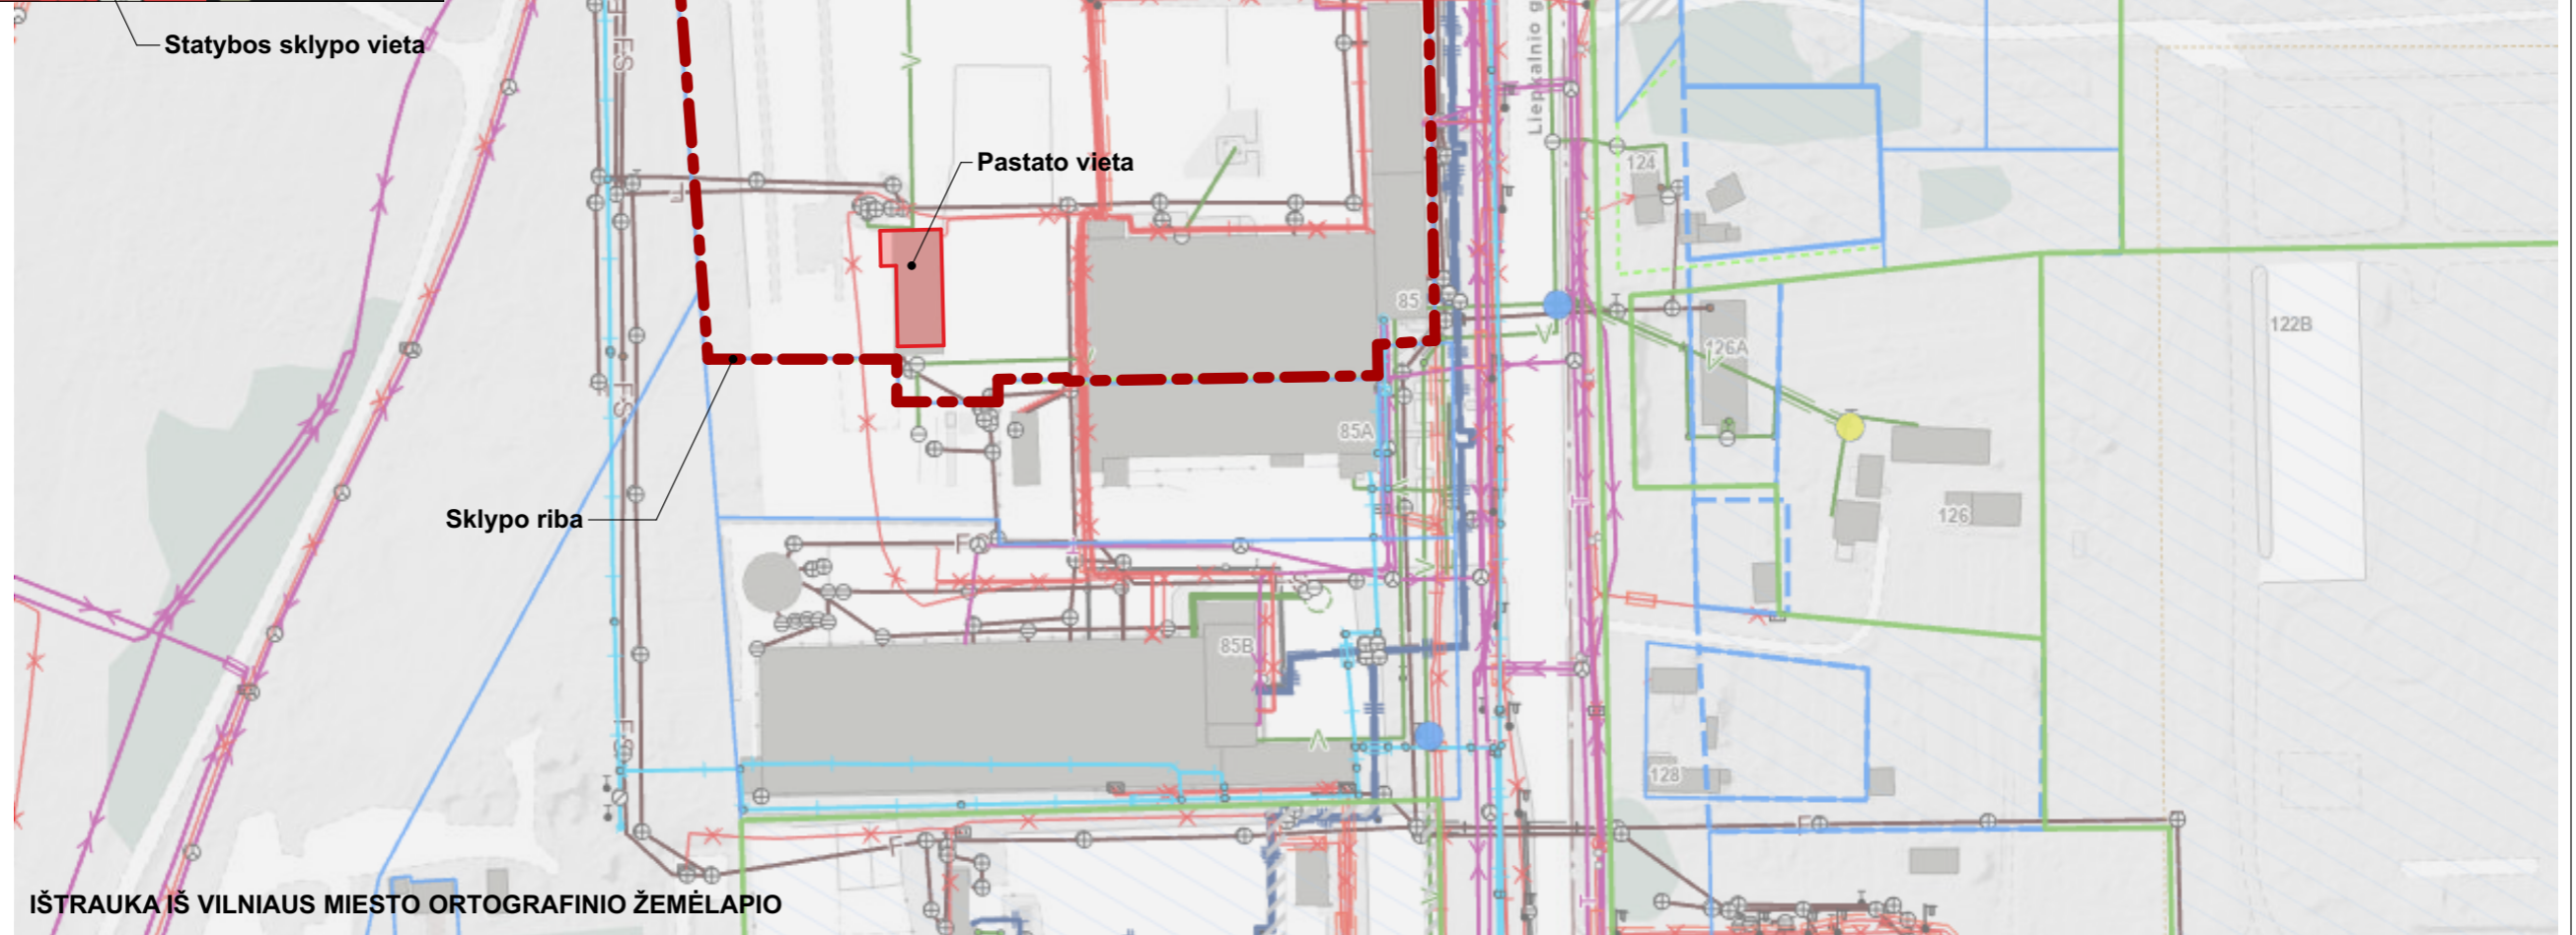 Statybos sklypo vieta
F-S
V
Liepkalnio g
Pastato vieta
124
F
85
V
122B
126A
V
F
F-S
85A
Sklypo riba
126
F
V
85B
F-S
128
F
F
V
IŠTRAUKA IŠ VILNIAUS MIESTO ORTOGRAFINIO ŽEMĖLAPIO